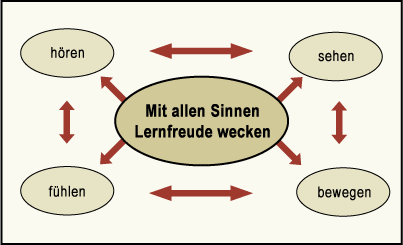 hören
sehen
Mit allen Sinnen
Lernfreude wecken
fühlen
bewegen